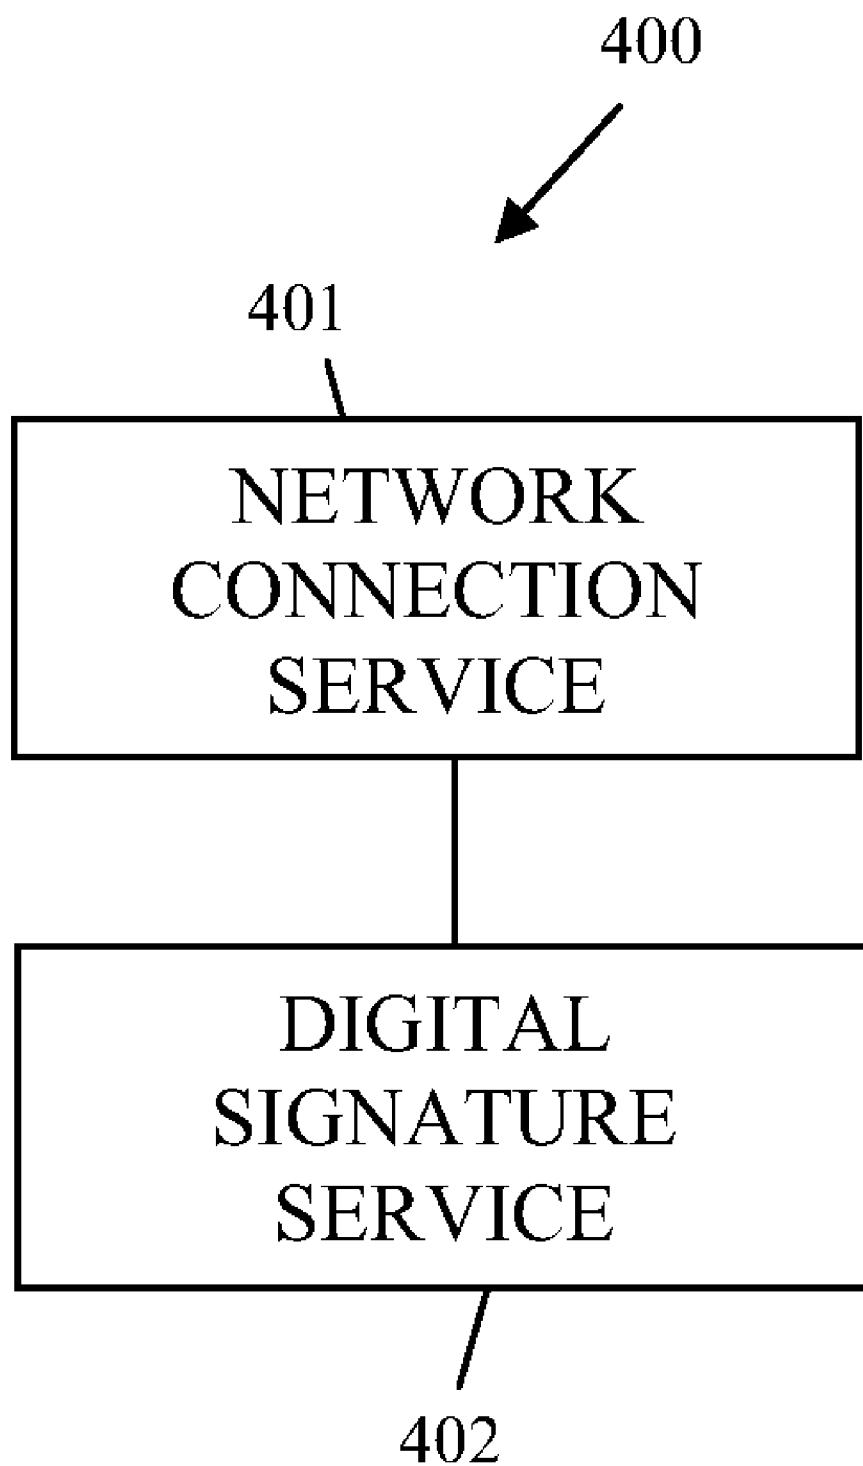 400
401
NETWORK
CONNECTION
SERVICE
DIGITAL
SIGNATURE
SERVICE
402